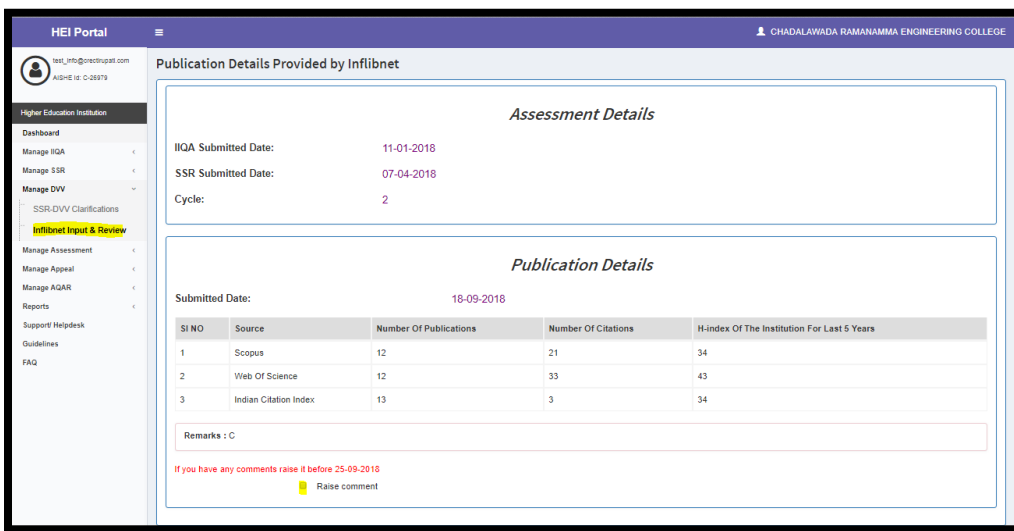 HEI Portal
CHADALAWADA RAMANAMMA ENGINEERING COLLEGE
test_info@crectirupati.com
AISHE Id: C-26979
Higher Education Institution
Dashboard
Manage IIQA
Manage SSR
Manage DVV
SSR-DVV Clarifications
Inflibnet Input & Review
Manage Assessment
Manage Appeal
Manage AQAR
Reports
Support/ Helpdesk
Guidelines
FAQ
Publication Details Provided by Inflibnet
Assessment Details
IIQA Submitted Date: 11-01-2018
SSR Submitted Date: 07-04-2018
Cycle: 2
Publication Details
Submitted Date: 18-09-2018
SI NO Source Number Of Publications Number Of Citations H-index Of The Institution For Last 5 Years
1 Scopus 12 21 34
2 Web Of Science 12 33 43
3 Indian Citation Index 13 3 34
Remarks : C
If you have any comments raise it before 25-09-2018
Raise comment